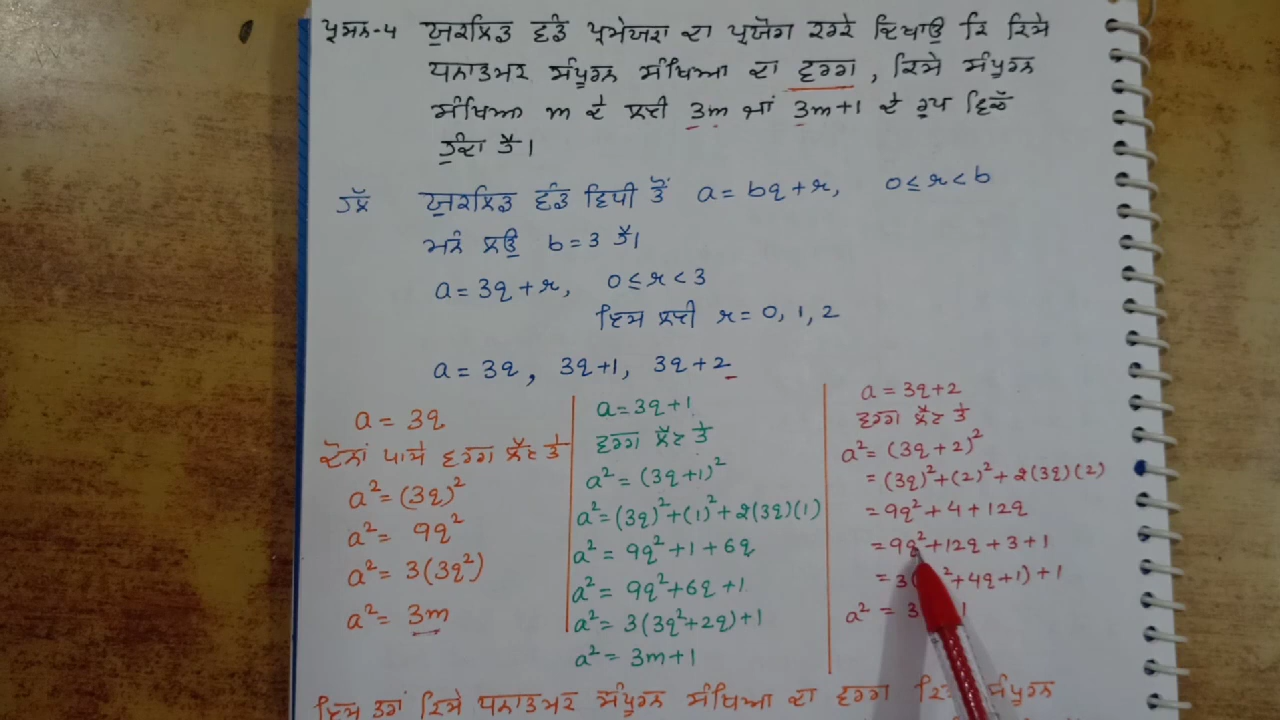 ਪ੍ਰਸ਼ਨ-4 ਯੂਕਲਿਡ ਵੰਡ ਪ੍ਰਮੇਯਿਕਾ ਦਾ ਪ੍ਰਯੋਗ ਕਰਕੇ ਦਿਖਾਉ ਕਿ ਕਿਸੇ
ਧਨਾਤਮਕ ਸੰਪੂਰਨ ਸੰਖਿਆ ਦਾ ਵਰਗ, ਕਿਸੇ ਸੰਪੂਰਨ
ਸੰਖਿਆ m ਦੇ ਲਈ 3m ਜਾਂ 3m+1 ਦੇ ਰੂਪ ਵਿੱਚ
ਹੁੰਦਾ ਹੈ।
ਹੱਲ ਯੂਕਲਿਡ ਵੰਡ ਵਿਧੀ ਤੋਂ a = bq + r, 0 ≤ r < b
ਮੰਨ ਲਉ b = 3 ਹੈ।
a = 3q + r, 0 ≤ r < 3
ਇਸ ਲਈ r = 0, 1, 2
a = 3q, 3q+1, 3q+2
a = 3q
ਦੋਨਾਂ ਪਾਸੇ ਵਰਗ ਲੈਣ ਤੇ
a² = (3q)²
a² = 9q²
a² = 3(3q²)
a² = 3m
a = 3q+1
ਵਰਗ ਲੈਣ ਤੇ
a² = (3q+1)²
a² = (3q)²+(1)²+2(3q)(1)
a² = 9q²+1+6q
a² = 9q²+6q+1
a² = 3(3q²+2q)+1
a² = 3m+1
a = 3q+2
ਵਰਗ ਲੈਣ ਤੇ
a² = (3q+2)²
= (3q)²+(2)²+2(3q)(2)
= 9q²+4+12q
= 9q²+12q+3+1
= 3( ²+4q+1)+1
a² = 3 1
ਇਸ ਤਰਾਂ ਕਿਸੇ ਧਨਾਤਮਕ ਸੰਪੂਰਨ ਸੰਖਿਆ ਦਾ ਵਰਗ ਸੰਪੂਰਨ